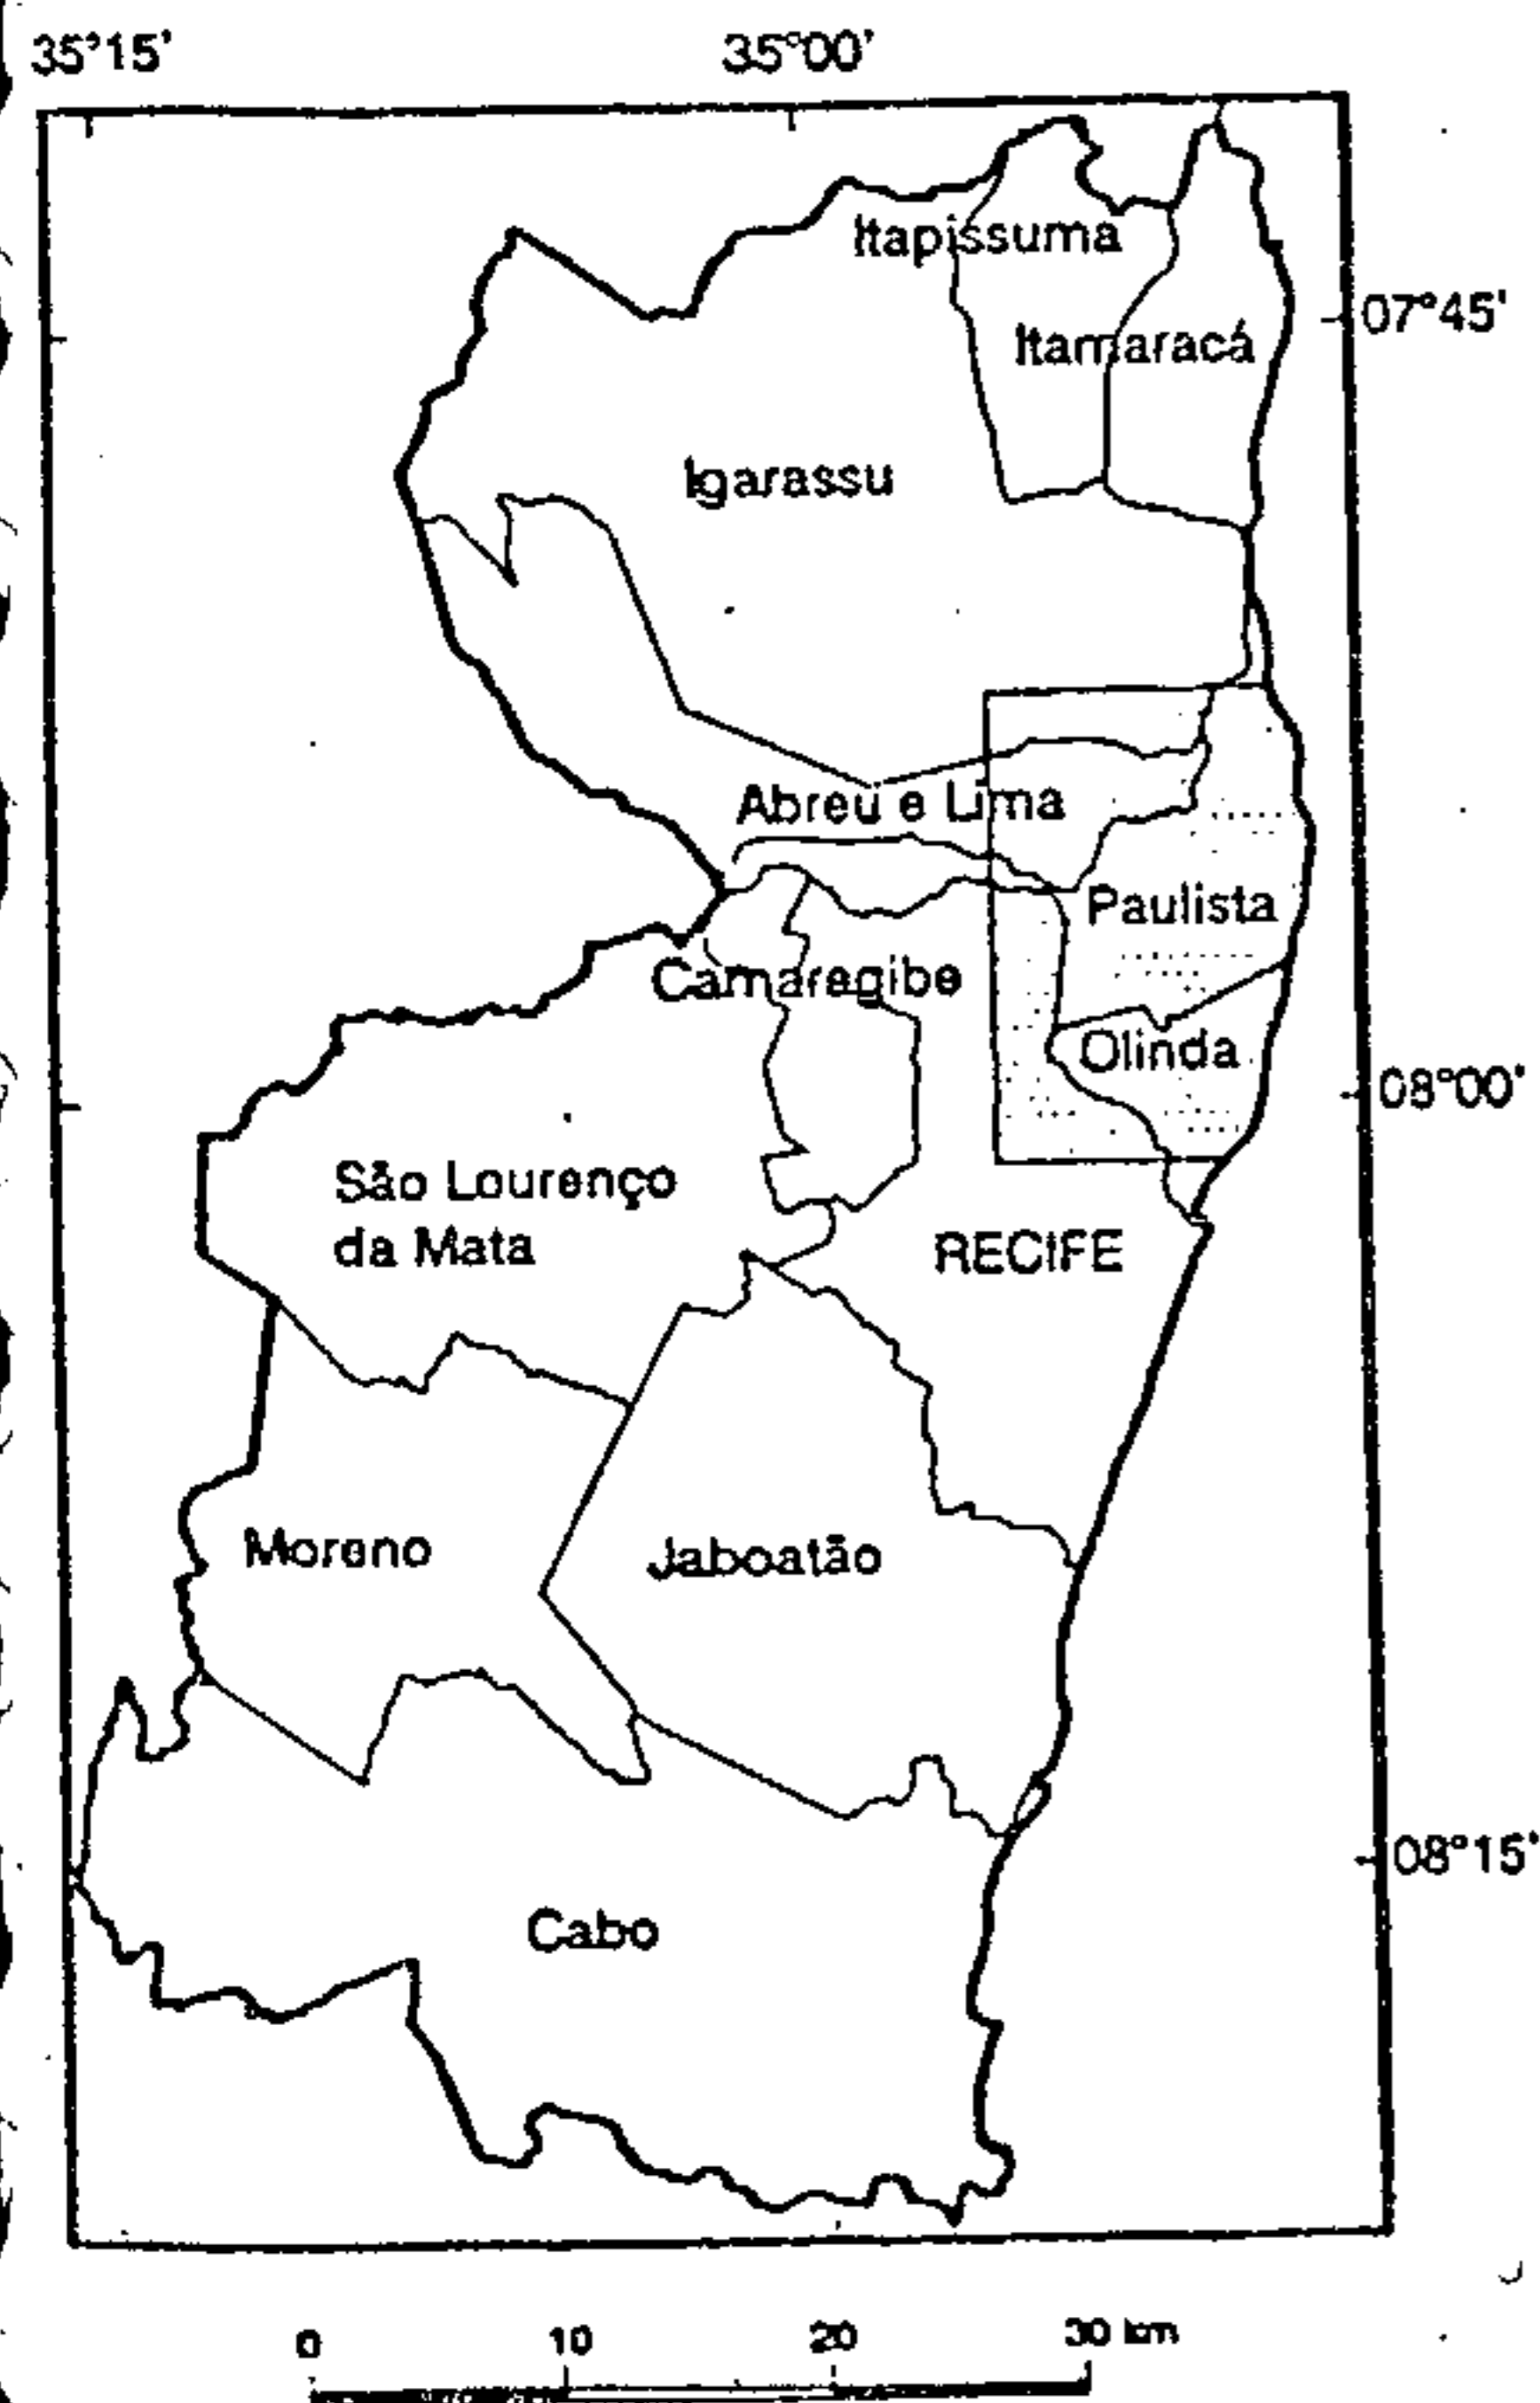 35°15' 35°00'
Itapissuma
07°45'
Itamaracá
Igarassu
Abreu e Lima
Paulista
Camaragibe
Olinda
08°00'
São Lourenço
da Mata
RECIFE
Moreno
Jaboatão
08°15'
Cabo
0 10 20 30 km